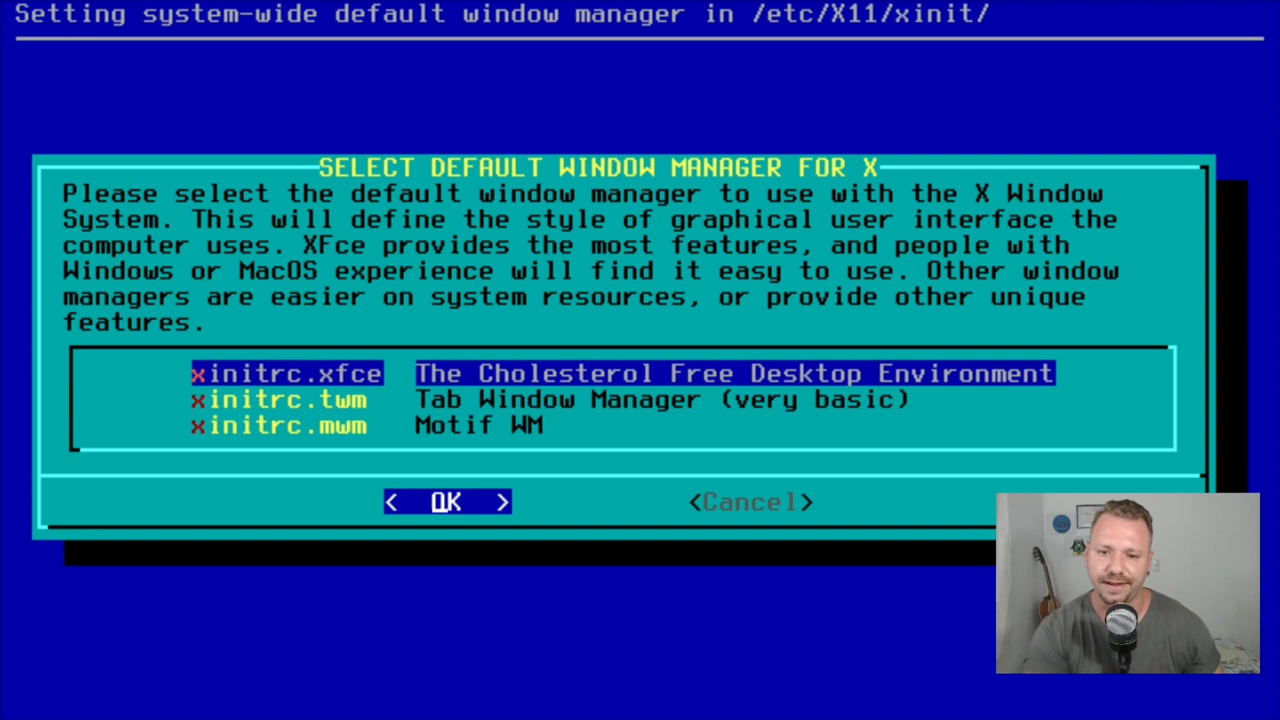 Setting system-wide default window manager in /etc/X11/xinit/
SELECT DEFAULT WINDOW MANAGER FOR X
Please select the default window manager to use with the X Window
System. This will define the style of graphical user interface the
computer uses. XFce provides the most features, and people with
Windows or MacOS experience will find it easy to use. Other window
managers are easier on system resources, or provide other unique
features.
xinitrc.xfce The Cholesterol Free Desktop Environment
xinitrc.twm Tab Window Manager (very basic)
xinitrc.mwm Motif WM
< OK > <Cancel>